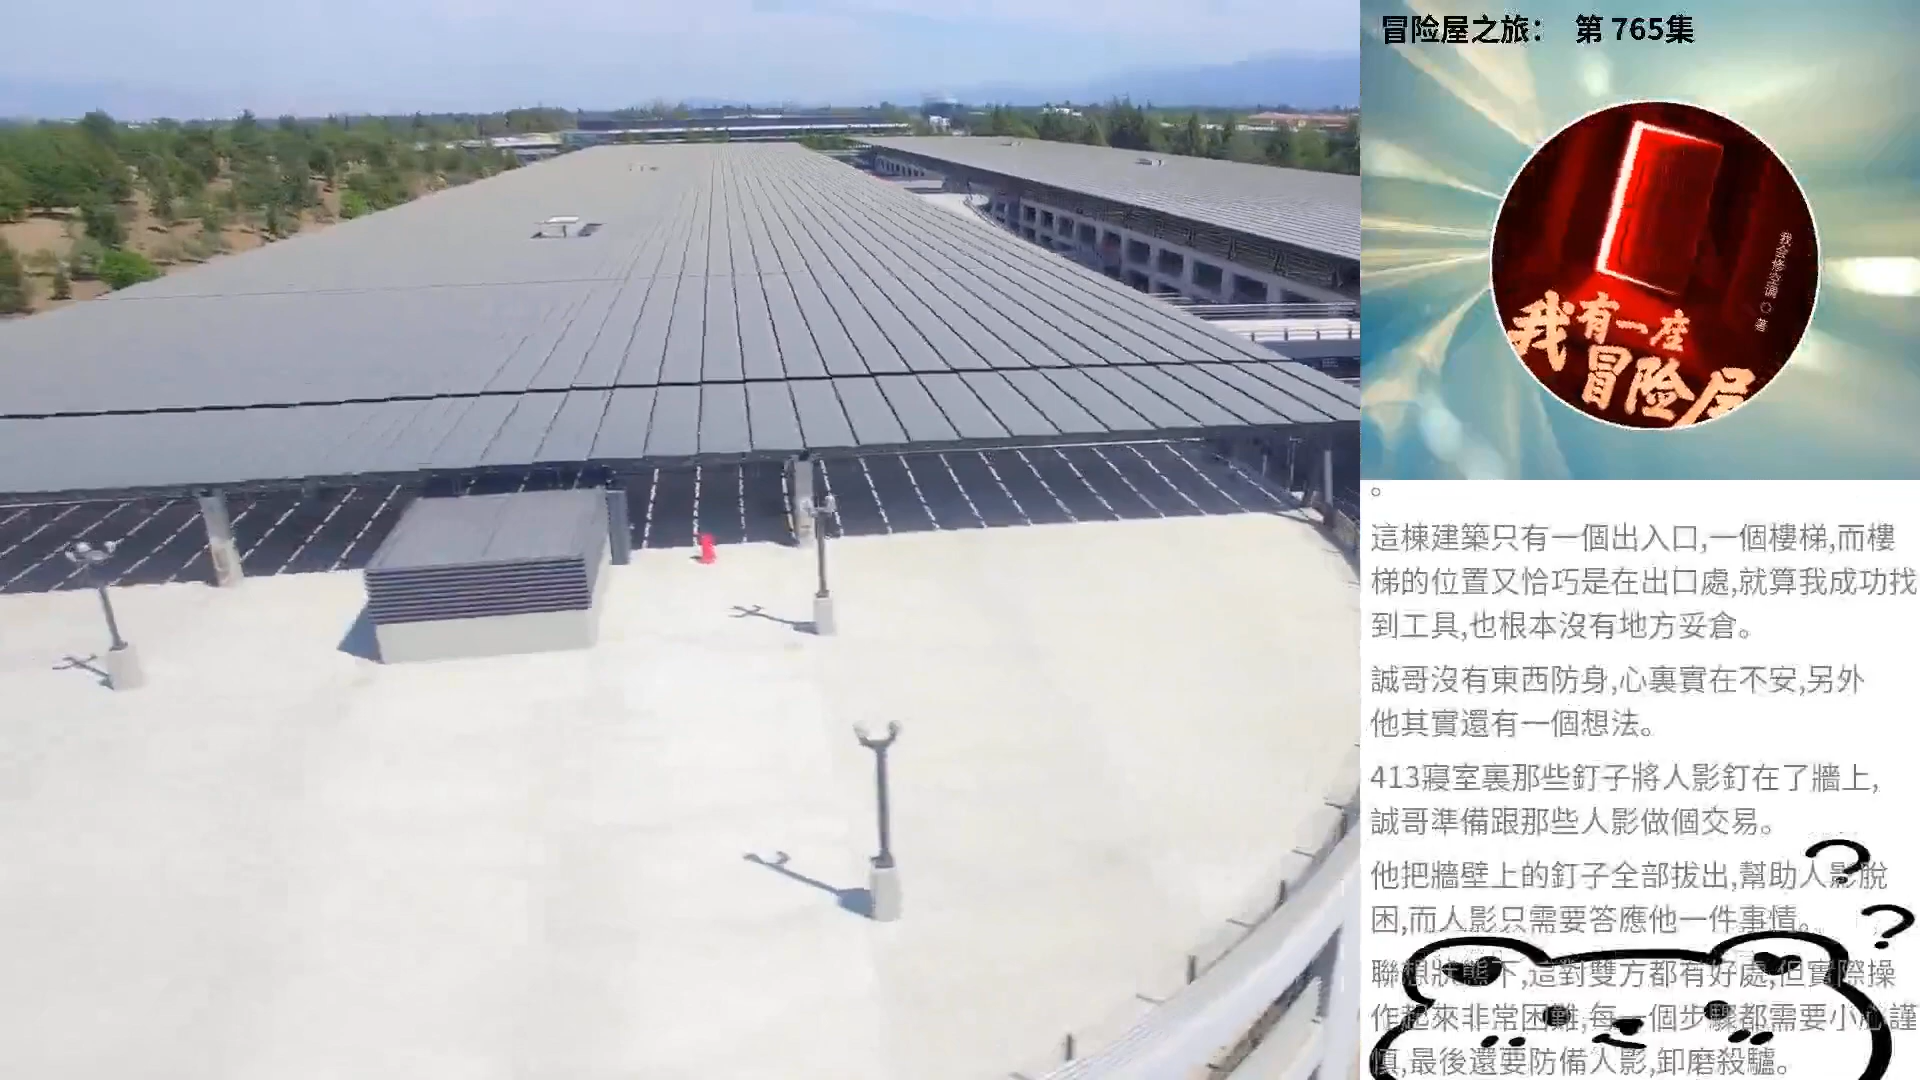 冒险屋之旅： 第 765集
我会修空调 〇 著
我有一座
冒险屋
。
這棟建築只有一個出入口,一個樓梯,而樓
梯的位置又恰巧是在出口處,就算我成功找
到工具,也根本沒有地方妥倉。
誠哥沒有東西防身,心裏實在不安,另外
他其實還有一個想法。
413寢室裏那些釘子將人影釘在了牆上,
誠哥準備跟那些人影做個交易。
他把牆壁上的釘子全部拔出,幫助人影脫
困,而人影只需要答應他一件事情。
聯想狀態下,這對雙方都有好處,但實際操
作起來非常困難,每一個步驟都需要小心謹
慎,最後還要防備人影,卸磨殺驢。
? 
?